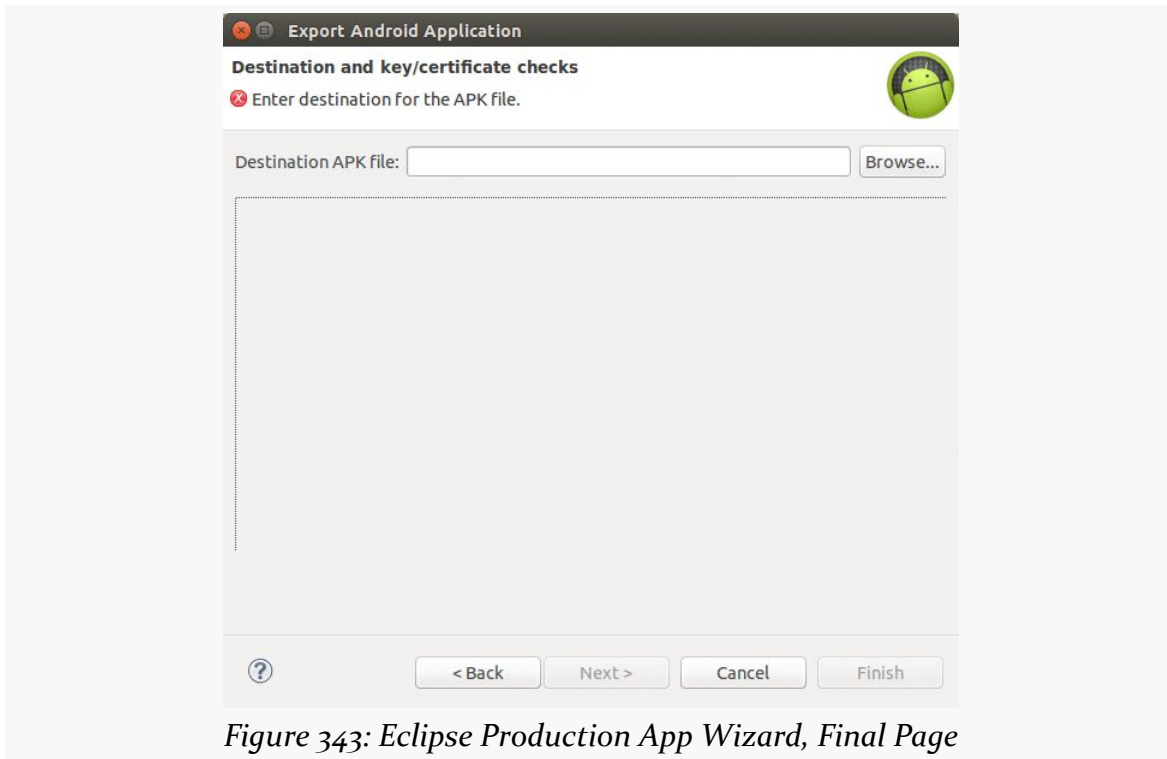 Export Android Application
Destination and key/certificate checks
Enter destination for the APK file.
Destination APK file:
Browse...
?
< Back
Next >
Cancel
Finish
Figure 343: Eclipse Production App Wizard, Final Page